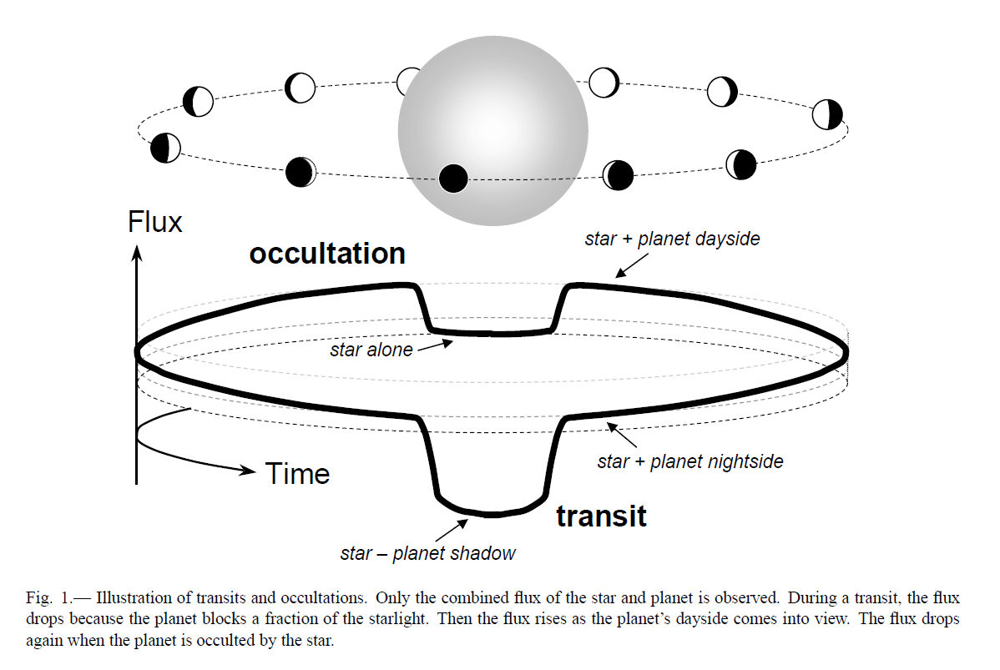 Flux
occultation
star + planet dayside
star alone
star + planet nightside
Time
transit
star – planet shadow
Fig. 1.— Illustration of transits and occultations. Only the combined flux of the star and planet is observed. During a transit, the flux
drops because the planet blocks a fraction of the starlight. Then the flux rises as the planet’s dayside comes into view. The flux drops
again when the planet is occulted by the star.